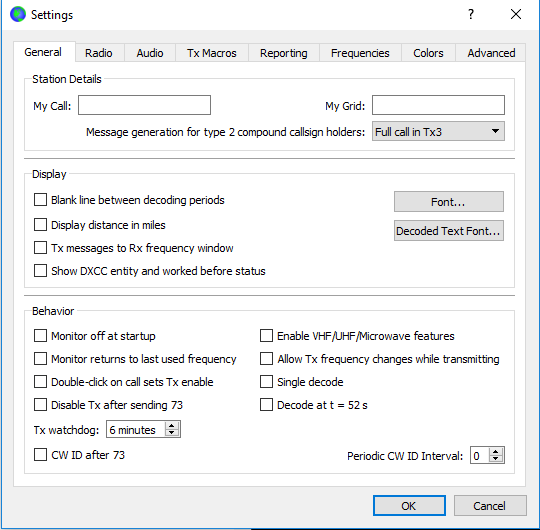 Settings
General Radio Audio Tx Macros Reporting Frequencies Colors Advanced
Station Details
My Call: My Grid:
Message generation for type 2 compound callsign holders: Full call in Tx3
Display
Blank line between decoding periods Font...
Display distance in miles Decoded Text Font...
Tx messages to Rx frequency window
Show DXCC entity and worked before status
Behavior
Monitor off at startup Enable VHF/UHF/Microwave features
Monitor returns to last used frequency Allow Tx frequency changes while transmitting
Double-click on call sets Tx enable Single decode
Disable Tx after sending 73 Decode at t = 52 s
Tx watchdog: 6 minutes
CW ID after 73 Periodic CW ID Interval: 0
OK Cancel